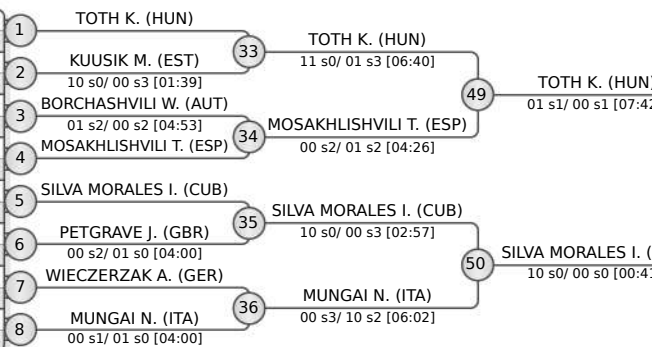 1
TOTH K. (HUN)
33
TOTH K. (HUN)
11 s0/ 01 s3 [06:40]
2
KUUSIK M. (EST)
10 s0/ 00 s3 [01:39]
49
TOTH K. (HUN)
01 s1/ 00 s1 [07:42
3
BORCHASHVILI W. (AUT)
01 s2/ 00 s2 [04:53]
34
MOSAKHLISHVILI T. (ESP)
00 s2/ 01 s2 [04:26]
4
MOSAKHLISHVILI T. (ESP)
5
SILVA MORALES I. (CUB)
35
SILVA MORALES I. (CUB)
10 s0/ 00 s3 [02:57]
6
PETGRAVE J. (GBR)
00 s2/ 01 s0 [04:00]
50
SILVA MORALES I. (
10 s0/ 00 s0 [00:41
7
WIECZERZAK A. (GER)
36
MUNGAI N. (ITA)
00 s3/ 10 s2 [06:02]
8
MUNGAI N. (ITA)
00 s1/ 01 s0 [04:00]